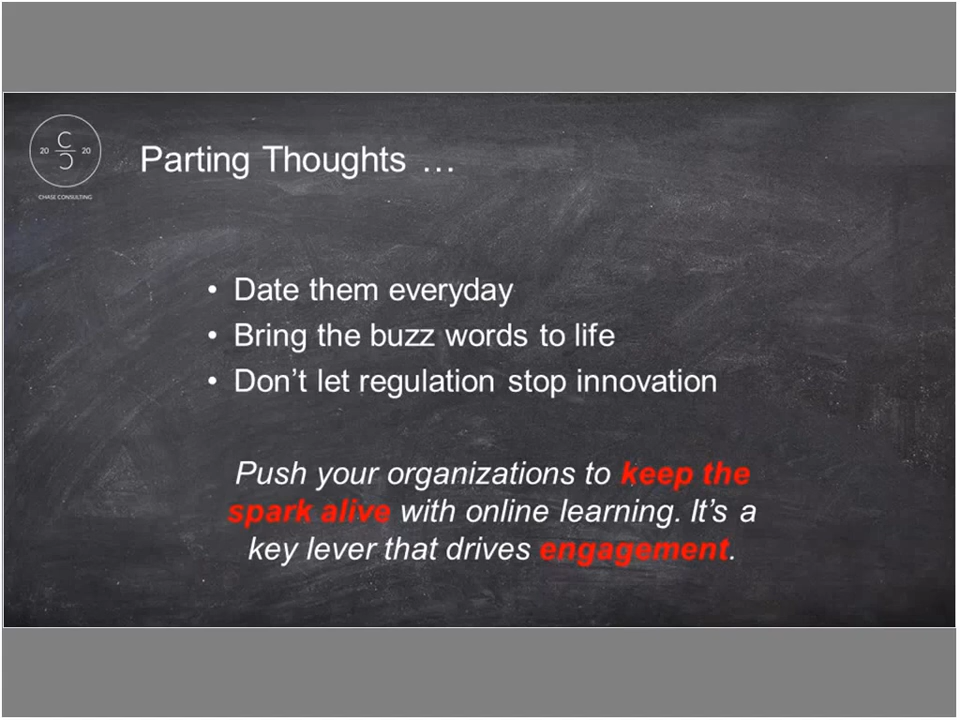 C
20 20
C
CHASE CONSULTING
Parting Thoughts …
• Date them everyday
• Bring the buzz words to life
• Don’t let regulation stop innovation
Push your organizations to keep the
spark alive with online learning. It’s a
key lever that drives engagement.